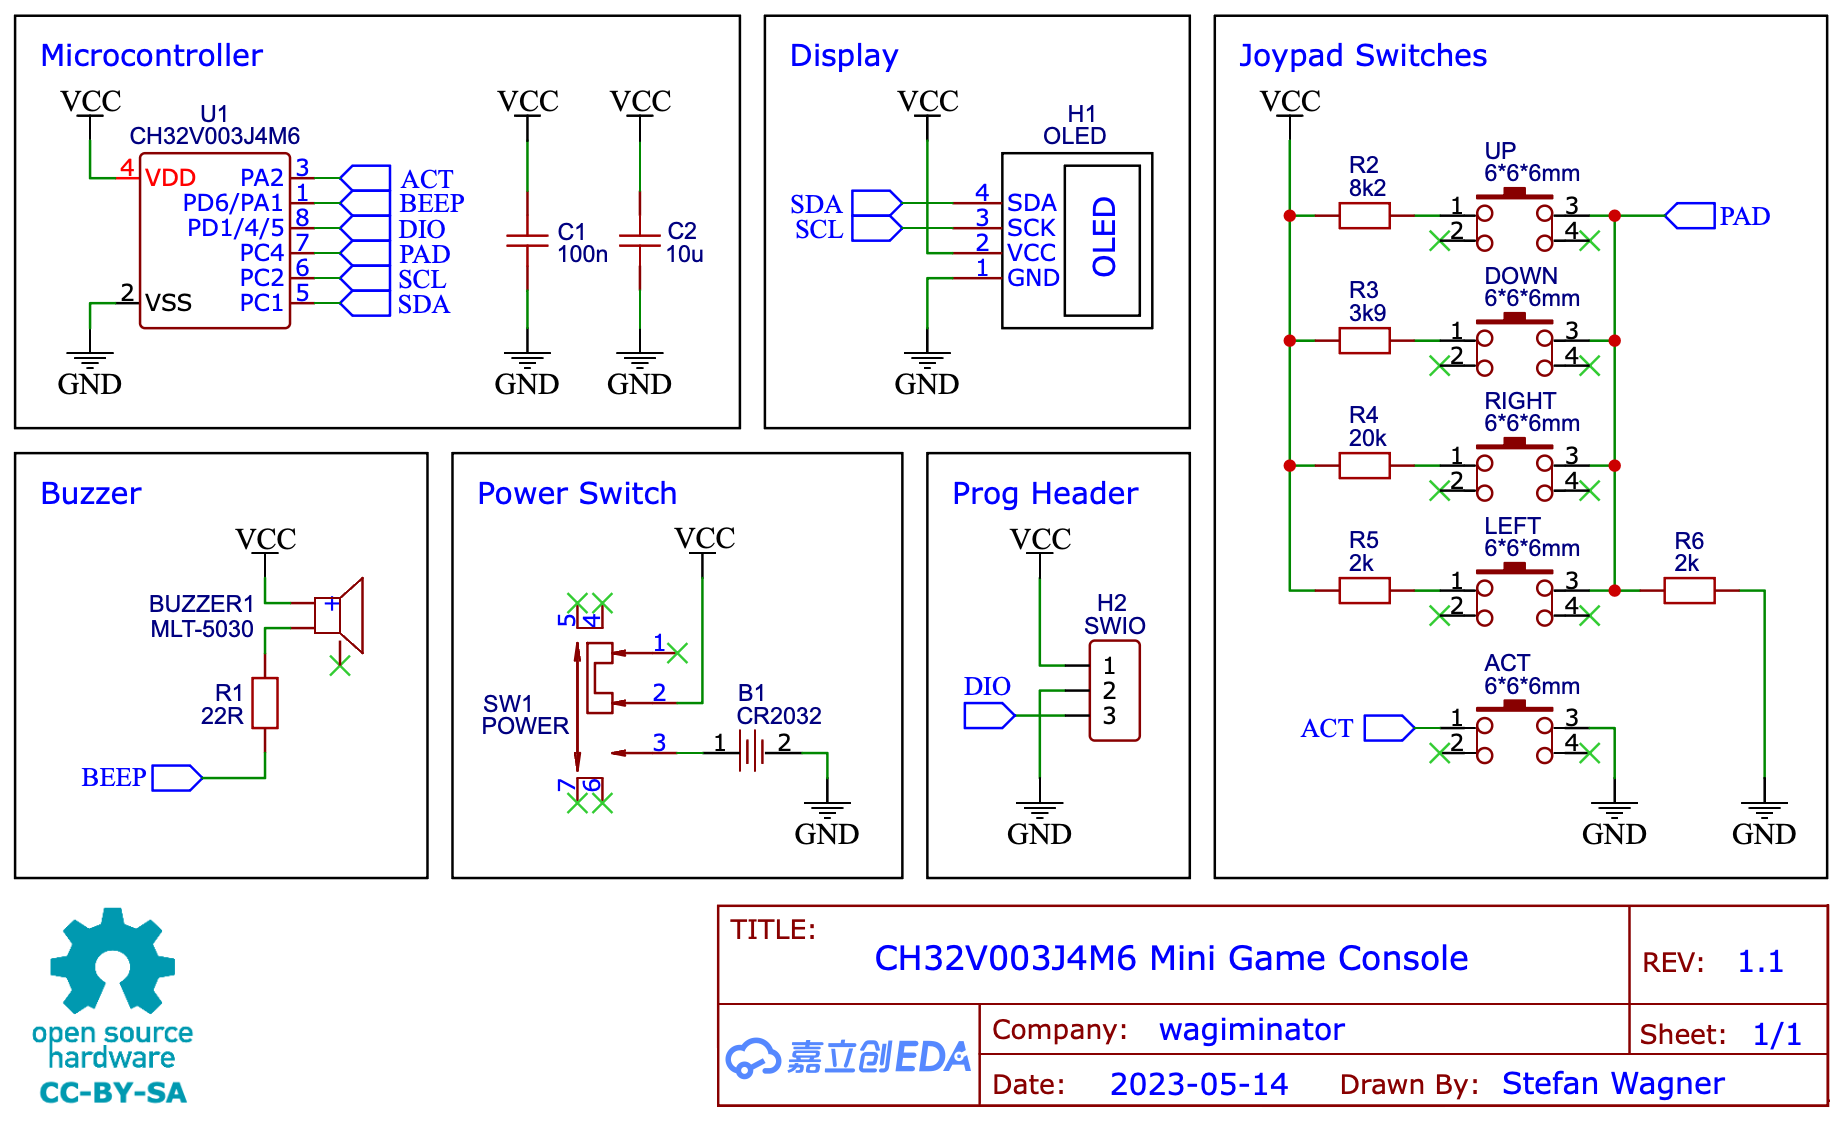 Microcontroller
VCC
U1
CH32V003J4M6
4 VDD
2 VSS
PA2 3 ACT
PD6/PA1 1 BEEP
PD1/4/5 8 DIO
PC4 7 PAD
PC2 6 SCL
PC1 5 SDA
GND
VCC
C1
100n
GND
VCC
C2
10u
GND
Display
VCC
H1
OLED
SDA 4 SDA
SCL 3 SCK
2 VCC
1 GND
OLED
GND
Joypad Switches
VCC
R2
8k2
UP
6*6*6mm
1 3
2 4
PAD
R3
3k9
DOWN
6*6*6mm
1 3
2 4
R4
20k
RIGHT
6*6*6mm
1 3
2 4
R5
2k
LEFT
6*6*6mm
1 3
2 4
R6
2k
ACT
6*6*6mm
ACT
1 3
2 4
GND
GND
Buzzer
VCC
BUZZER1
MLT-5030
+
R1
22R
BEEP
Power Switch
VCC
5 4
1
2
3
7 6
SW1
POWER
B1
CR2032
1 2
GND
Prog Header
VCC
H2
SWIO
1
2
3
DIO
GND
open source
hardware
CC-BY-SA
TITLE:
CH32V003J4M6 Mini Game Console
REV: 1.1
嘉立创EDA
Company: wagiminator
Sheet: 1/1
Date: 2023-05-14
Drawn By: Stefan Wagner